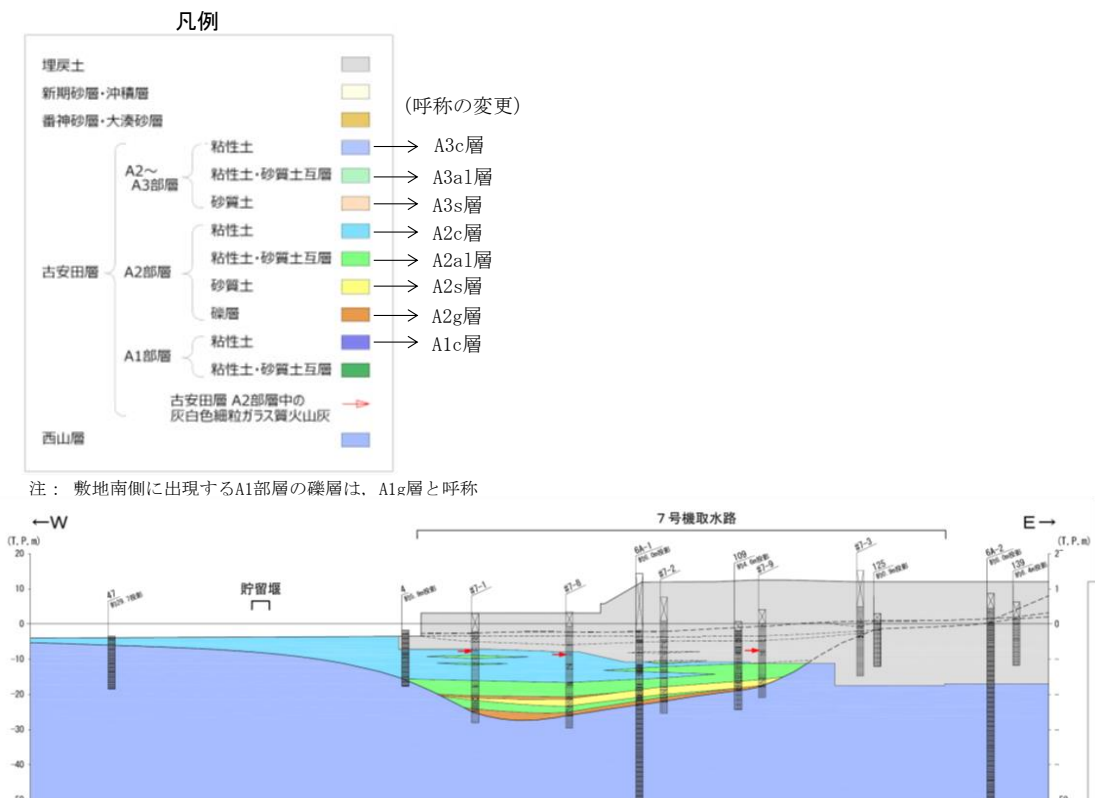 凡例
埋戻土
新期砂層・沖積層
番神砂層・大湊砂層
(呼称の変更)
古安田層
A2～
A3部層
粘性土
A3c層
粘性土・砂質土互層
A3al層
砂質土
A3s層
A2部層
粘性土
A2c層
粘性土・砂質土互層
A2al層
砂質土
A2s層
礫層
A2g層
A1部層
粘性土
A1c層
粘性土・砂質土互層
古安田層 A2部層中の
灰白色細粒ガラス質火山灰
西山層
注： 敷地南側に出現するA1部層の礫層は，A1g層と呼称
←W
7号機取水路
E→
(T.P.m)
(T.P.m)
貯留堰
47
4
#7-1
#7-8
6A-1
#7-2
109
#7-9
#7-3
125
6A-2
139
20
10
0
-10
-20
-30
-40
0